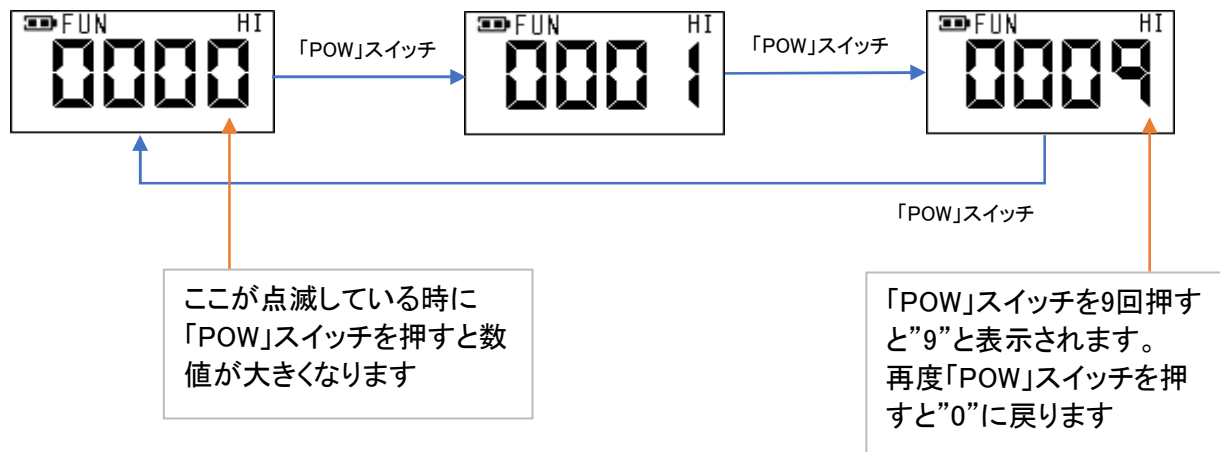 FUN HI
0000
「POW」スイッチ
FUN HI
0001
「POW」スイッチ
FUN HI
0009
「POW」スイッチ
ここが点滅している時に
「POW」スイッチを押すと数
値が大きくなります
「POW」スイッチを9回押す
と”9”と表示されます。
再度「POW」スイッチを押
すと”0”に戻ります